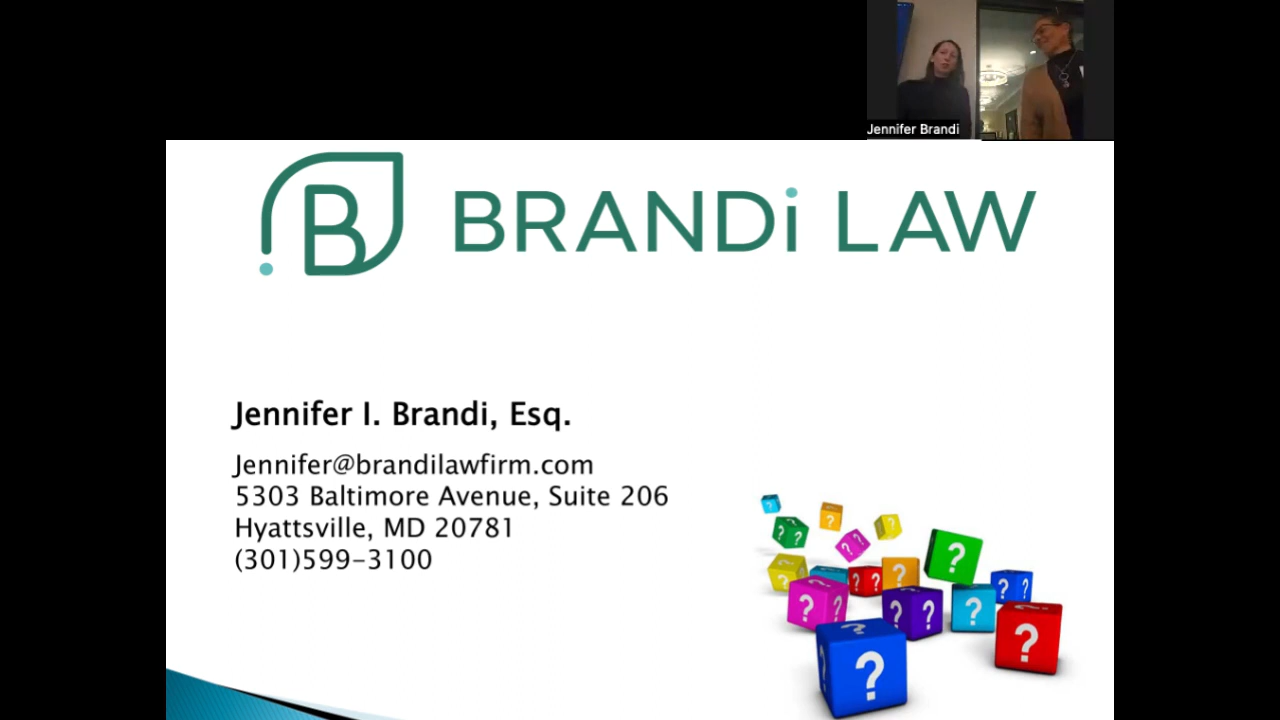 Jennifer Brandi
B BRANDi LAW
Jennifer I. Brandi, Esq.
Jennifer@brandilawfirm.com
5303 Baltimore Avenue, Suite 206
Hyattsville, MD 20781
(301)599-3100
? ? ? ? ? ? ? ? ? ? ? ? ? ? ? ? ? ? ? ?